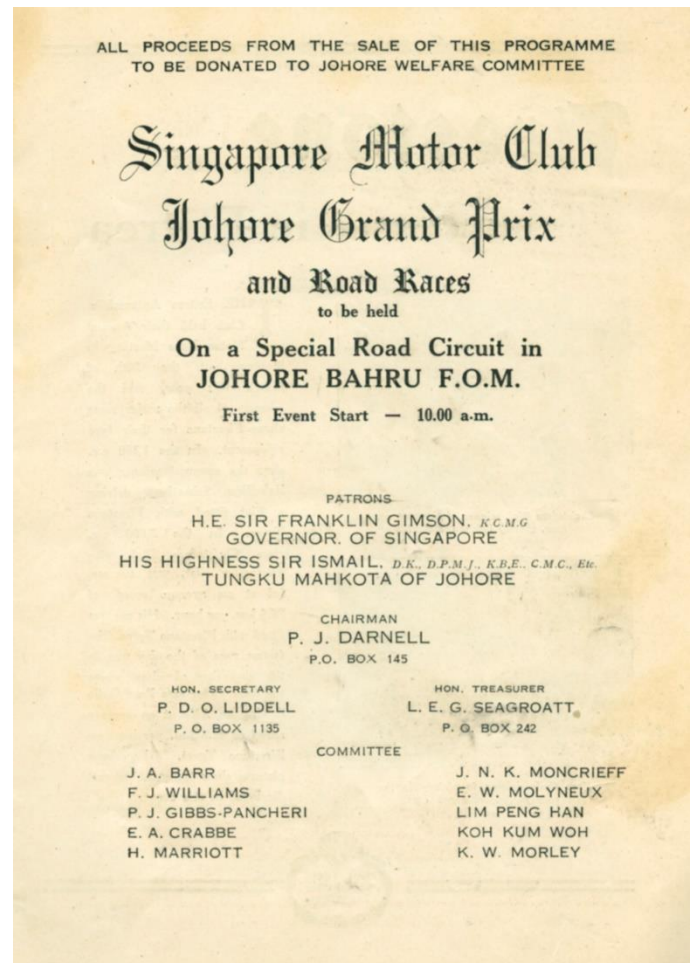 ALL PROCEEDS FROM THE SALE OF THIS PROGRAMME
TO BE DONATED TO JOHORE WELFARE COMMITTEE
Singapore Motor Club
Johore Grand Prix
and Road Races
to be held
On a Special Road Circuit in
JOHORE BAHRU F.O.M.
First Event Start — 10.00 a.m.
PATRONS
H.E. SIR FRANKLIN GIMSON, K.C.M.G
GOVERNOR. OF SINGAPORE
HIS HIGHNESS SIR ISMAIL, D.K., D.P.M.J., K.B.E., C.M.C., Etc.
TUNGKU MAHKOTA OF JOHORE
CHAIRMAN
P. J. DARNELL
P.O. BOX 145
HON. SECRETARY
P. D. O. LIDDELL
P. O. BOX 1135
HON. TREASURER
L. E. G. SEAGROATT
P. O. BOX 242
COMMITTEE
J. A. BARR
F. J. WILLIAMS
P. J. GIBBS-PANCHERI
E. A. CRABBE
H. MARRIOTT
J. N. K. MONCRIEFF
E. W. MOLYNEUX
LIM PENG HAN
KOH KUM WOH
K. W. MORLEY